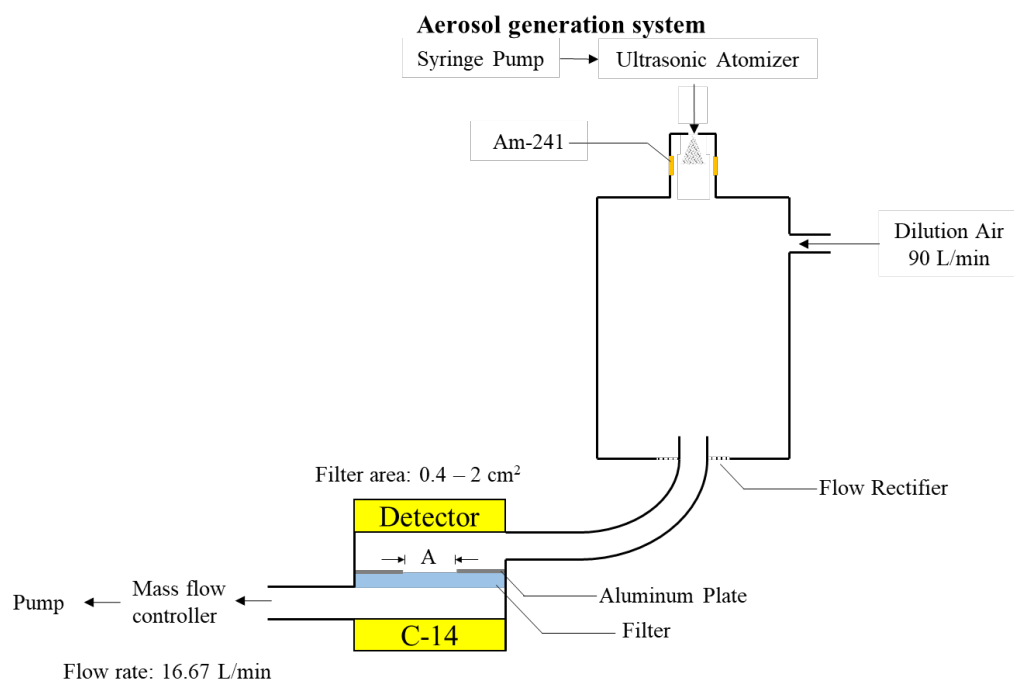 Aerosol generation system
Syringe Pump
Ultrasonic Atomizer
Am-241
Dilution Air
90 L/min
Flow Rectifier
Filter area: 0.4 – 2 cm²
Detector
A
Aluminum Plate
Mass flow
controller
Pump
Filter
C-14
Flow rate: 16.67 L/min